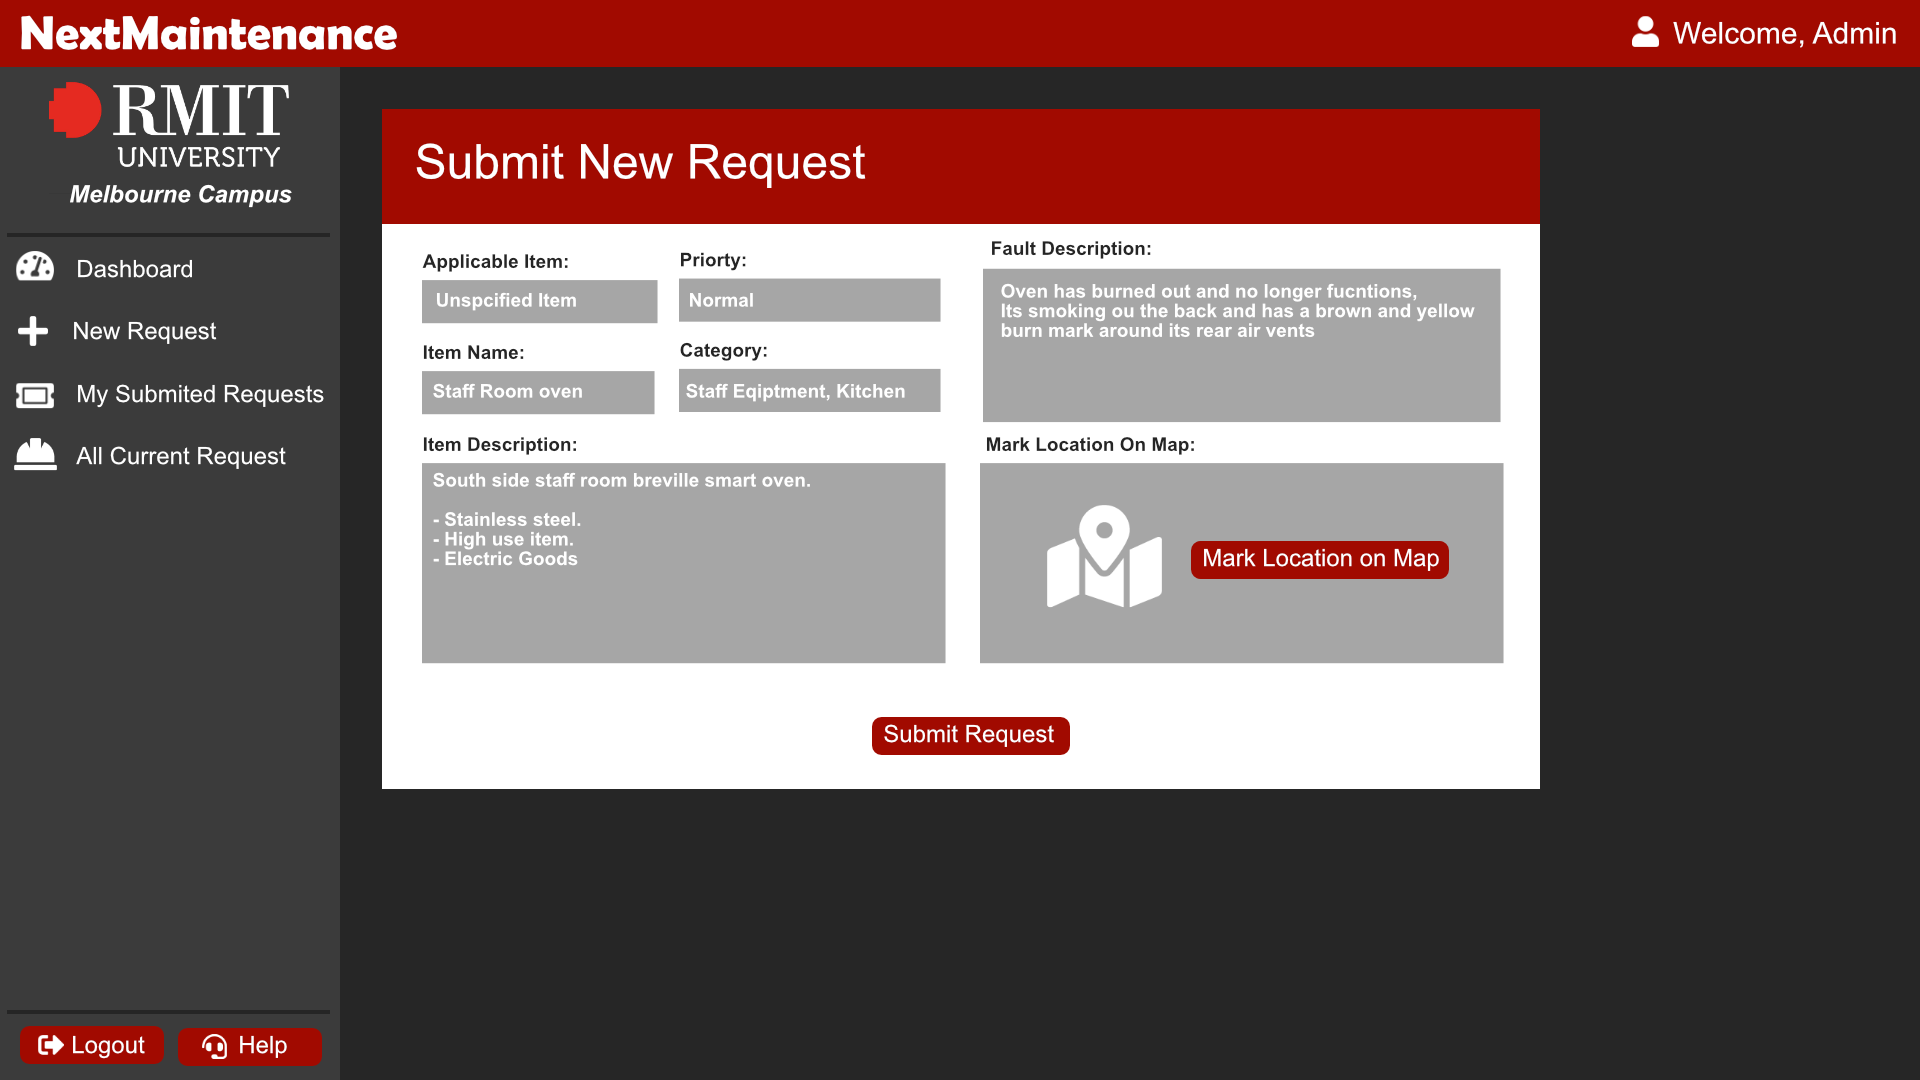 NextMaintenance
Welcome, Admin
RMIT
UNIVERSITY
Melbourne Campus
Dashboard
New Request
My Submited Requests
All Current Request
Logout
Help
Submit New Request
Applicable Item:
Unspcified Item
Priorty:
Normal
Item Name:
Staff Room oven
Category:
Staff Eqiptment, Kitchen
Item Description:
South side staff room breville smart oven.
- Stainless steel.
- High use item.
- Electric Goods
Fault Description:
Oven has burned out and no longer fucntions,
Its smoking ou the back and has a brown and yellow
burn mark around its rear air vents
Mark Location On Map:
Mark Location on Map
Submit Request